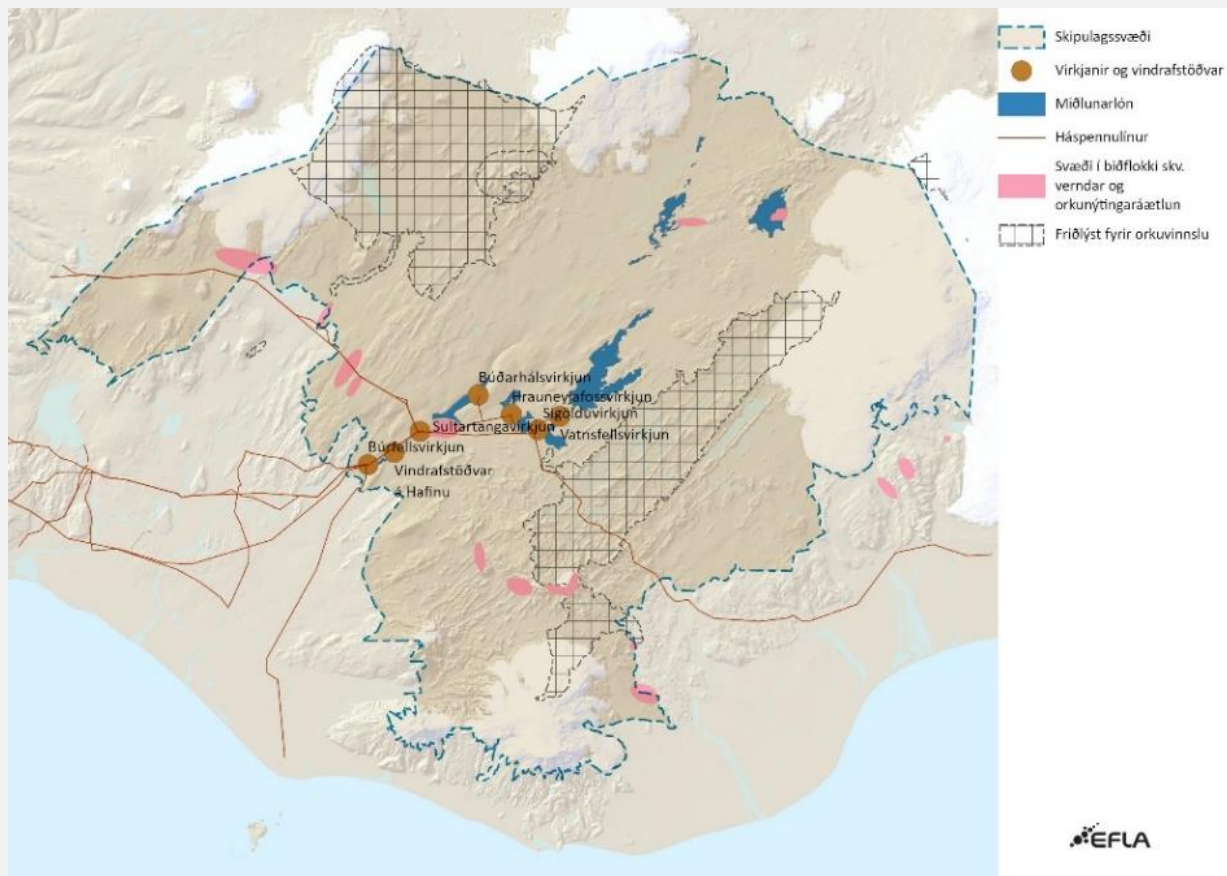 Skipulagssvæði
Virkjanir og vindrafstöðvar
Miðlunarlón
Háspennulínur
Svæði í biðflokki skv.
verndar og
orkunýtingaráætlun
Friðlýst fyrir orkuvinnslu
Búðarhálsvirkjun
Hrauneyjafossvirkjun
Sigölduvirkjun
Sultartangavirkjun
Vatnsfellsvirkjun
Búrfellsvirkjun
Vindrafstöðvar
á Hafinu
EFLA